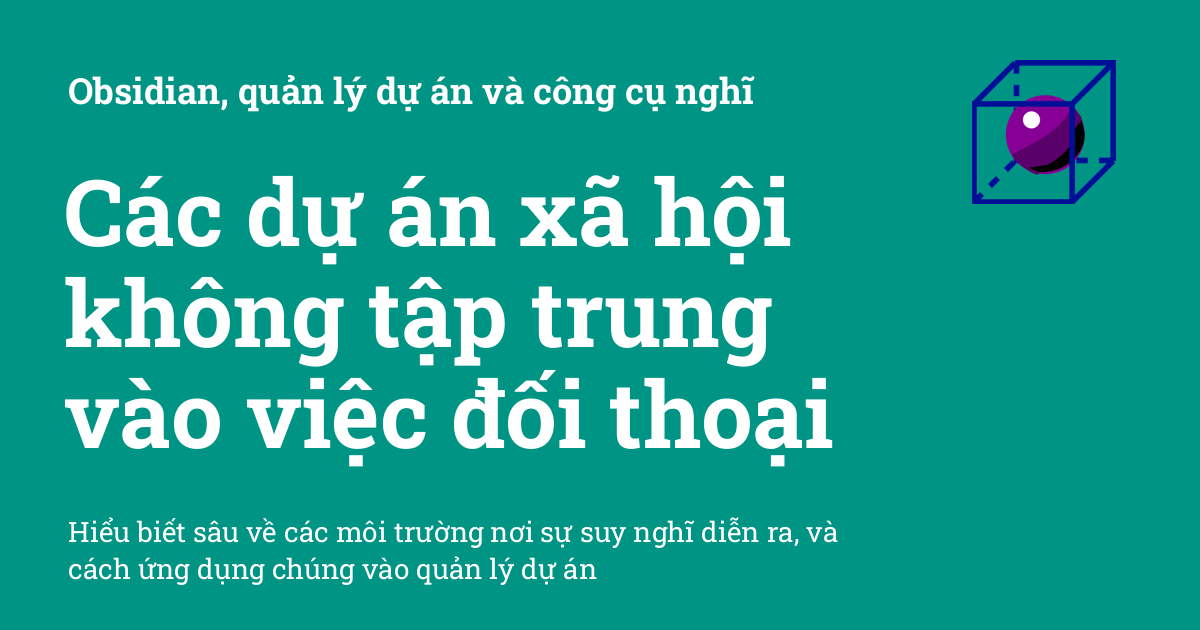 Obsidian, quản lý dự án và công cụ nghĩ
Các dự án xã hội
không tập trung
vào việc đối thoại
Hiểu biết sâu về các môi trường nơi sự suy nghĩ diễn ra, và
cách ứng dụng chúng vào quản lý dự án